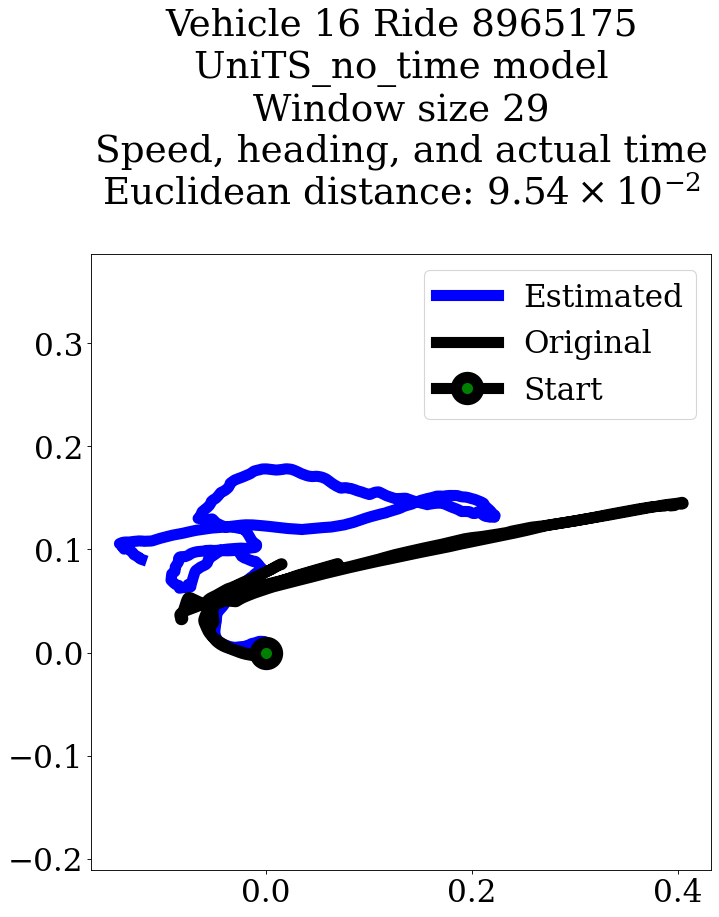 Vehicle 16 Ride 8965175
UniTS_no_time model
Window size 29
Speed, heading, and actual time
Euclidean distance: 9.54 × 10⁻²
Estimated
Original
Start
0.3
0.2
0.1
0.0
−0.1
−0.2
0.0 0.2 0.4